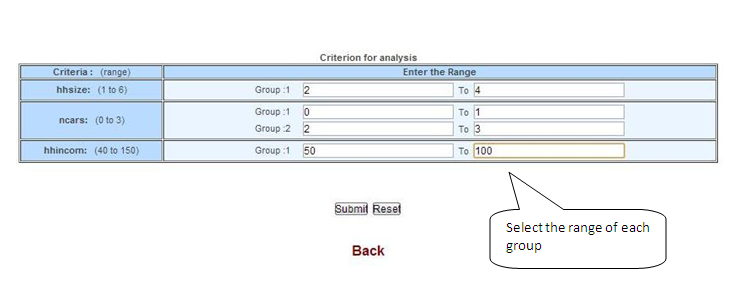 Criterion for analysis
Criteria : (range) Enter the Range
hhsize: (1 to 6) Group :1 2 To 4
ncars: (0 to 3) Group :1 0 To 1
Group :2 2 To 3
hhincom: (40 to 150) Group :1 50 To 100
Submit Reset
Select the range of each
group
Back